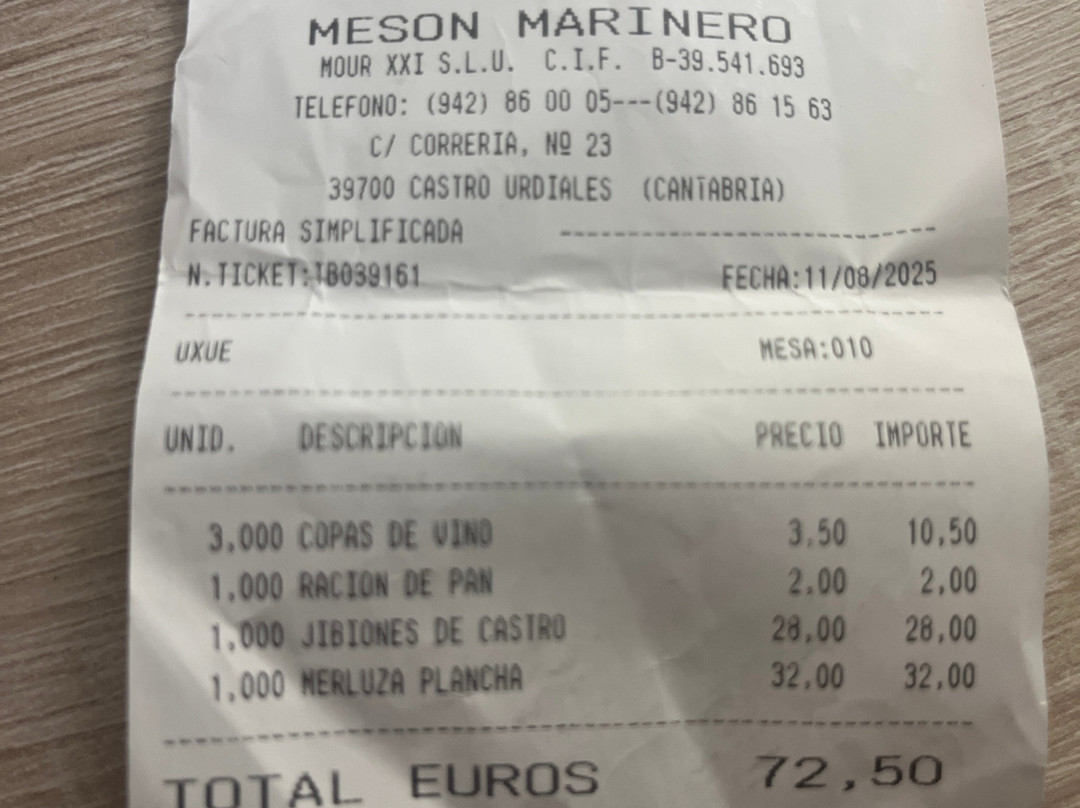 MESON MARINERO
MOUR XXI S.L.U. C.I.F. B-39.541.693
TELEFONO: (942) 86 00 05---(942) 86 15 63
C/ CORRERIA, Nº 23
39700 CASTRO URDIALES (CANTABRIA)
FACTURA SIMPLIFICADA
N.TICKET:TB039161 FECHA:11/08/2025
UXUE MESA:010
UNID. DESCRIPCION PRECIO IMPORTE
3,000 COPAS DE VINO 3,50 10,50
1,000 RACION DE PAN 2,00 2,00
1,000 JIBIONES DE CASTRO 28,00 28,00
1,000 MERLUZA PLANCHA 32,00 32,00
TOTAL EUROS 72,50